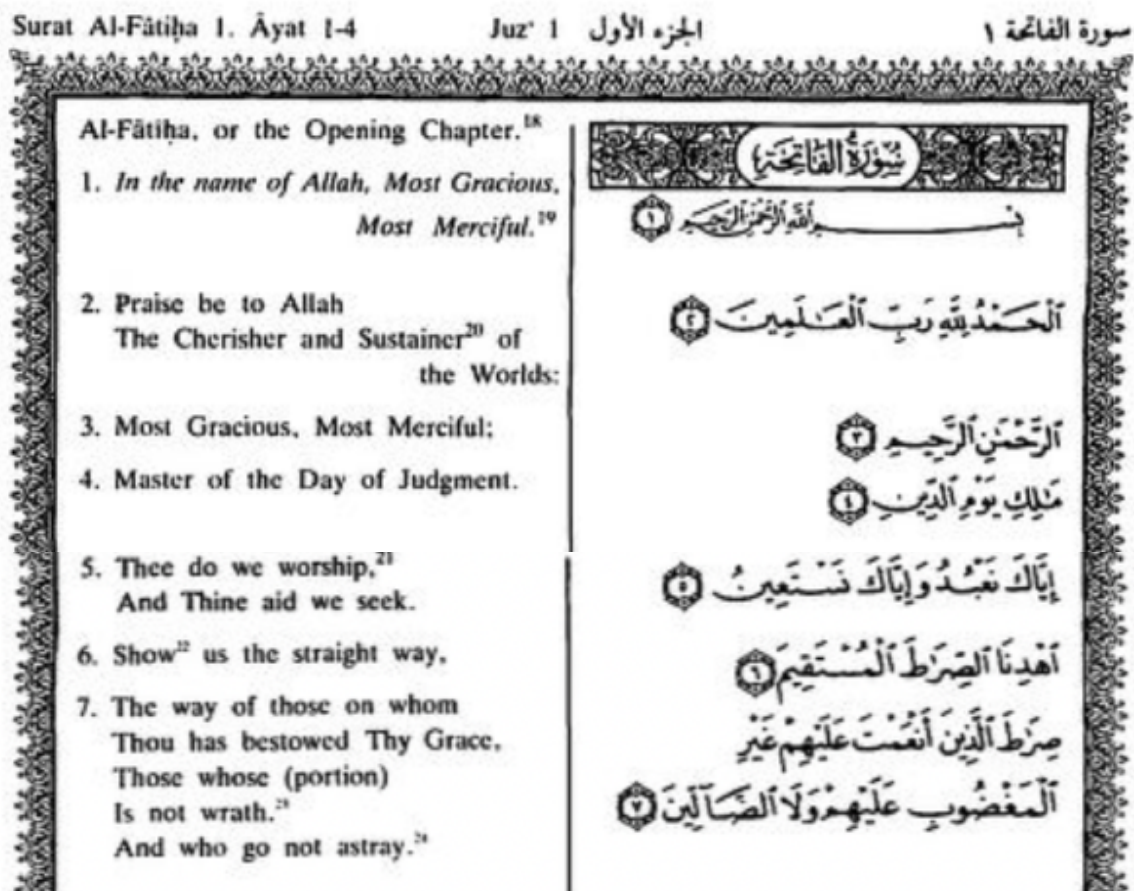 Surat Al-Fâtiḥa 1. Âyat 1-4 Juz' 1 الجزء الأول سورة الفاتحة ١
Al-Fâtiḥa, or the Opening Chapter.18
1. In the name of Allah, Most Gracious,
Most Merciful.19
2. Praise be to Allah
The Cherisher and Sustainer20 of
the Worlds:
3. Most Gracious, Most Merciful;
4. Master of the Day of Judgment.
5. Thee do we worship,21
And Thine aid we seek.
6. Show22 us the straight way,
7. The way of those on whom
Thou has bestowed Thy Grace,
Those whose (portion)
Is not wrath.23
And who go not astray.24
سُورَةُ الفَاتِحَةِ
بِسْمِ ٱللَّهِ ٱلرَّحْمَٰنِ ٱلرَّحِيمِ ١
ٱلْحَمْدُ لِلَّهِ رَبِّ ٱلْعَٰلَمِينَ ٢
ٱلرَّحْمَٰنِ ٱلرَّحِيمِ ٣
مَٰلِكِ يَوْمِ ٱلدِّينِ ٤
إِيَّاكَ نَعْبُدُ وَإِيَّاكَ نَسْتَعِينُ ٥
ٱهْدِنَا ٱلصِّرَٰطَ ٱلْمُسْتَقِيمَ ٦
صِرَٰطَ ٱلَّذِينَ أَنْعَمْتَ عَلَيْهِمْ غَيْرِ
ٱلْمَغْضُوبِ عَلَيْهِمْ وَلَا ٱلضَّآلِّينَ ٧